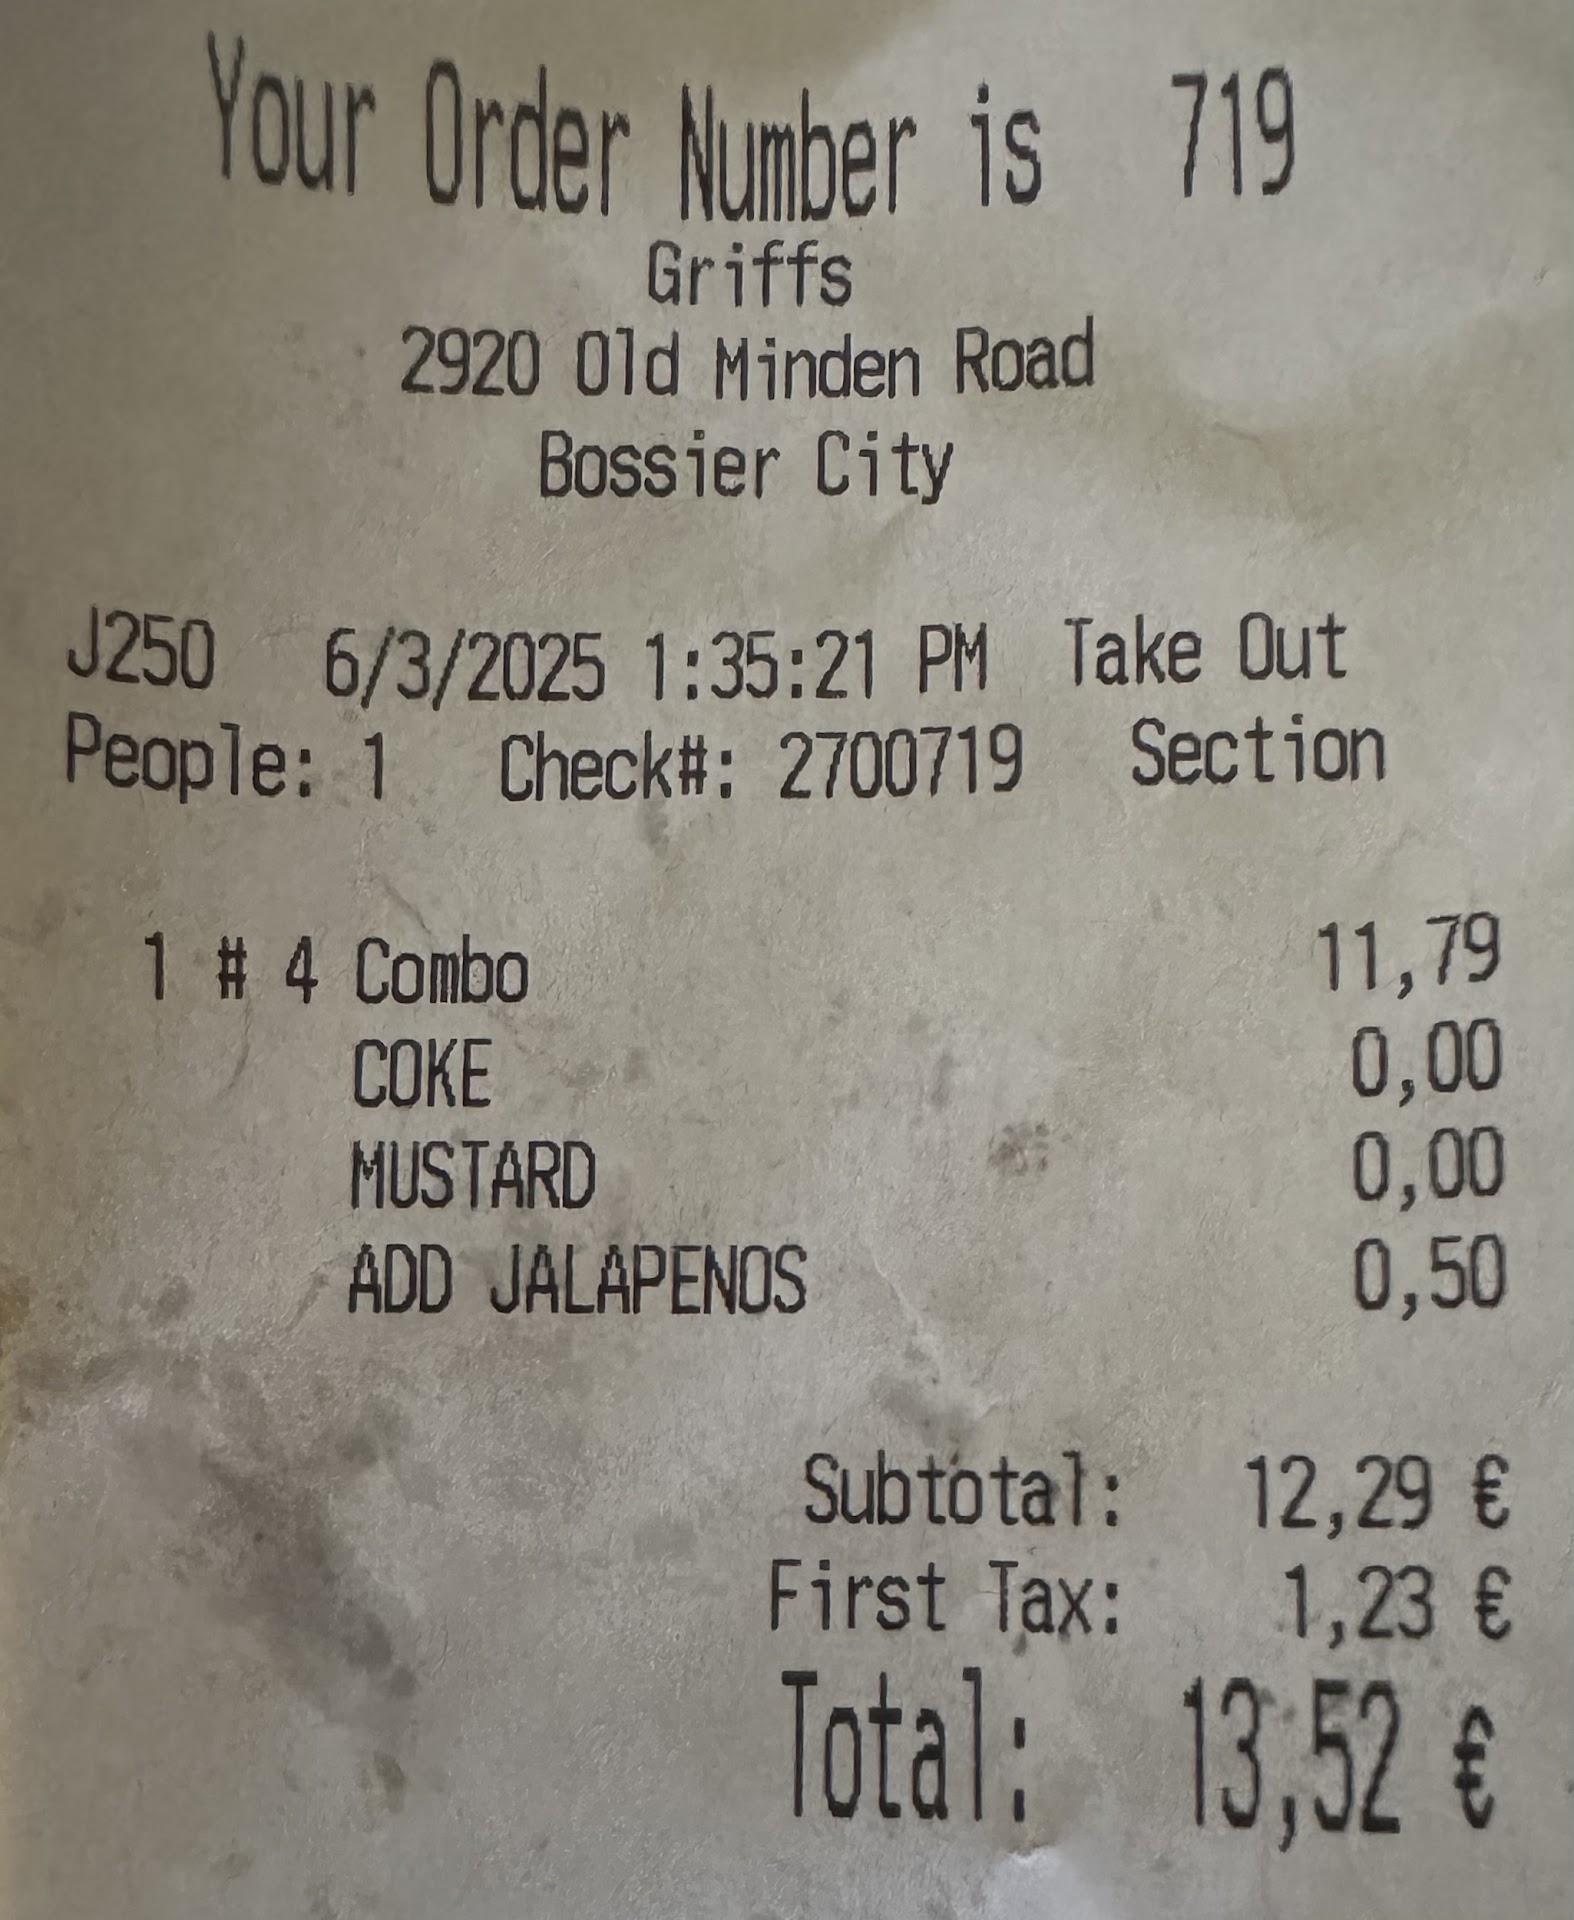 Your Order Number is 719
Griffs
2920 Old Minden Road
Bossier City
J250 6/3/2025 1:35:21 PM Take Out
People: 1 Check#: 2700719 Section
1 # 4 Combo 11,79
COKE 0,00
MUSTARD 0,00
ADD JALAPENOS 0,50
Subtotal: 12,29 €
First Tax: 1,23 €
Total: 13,52 €